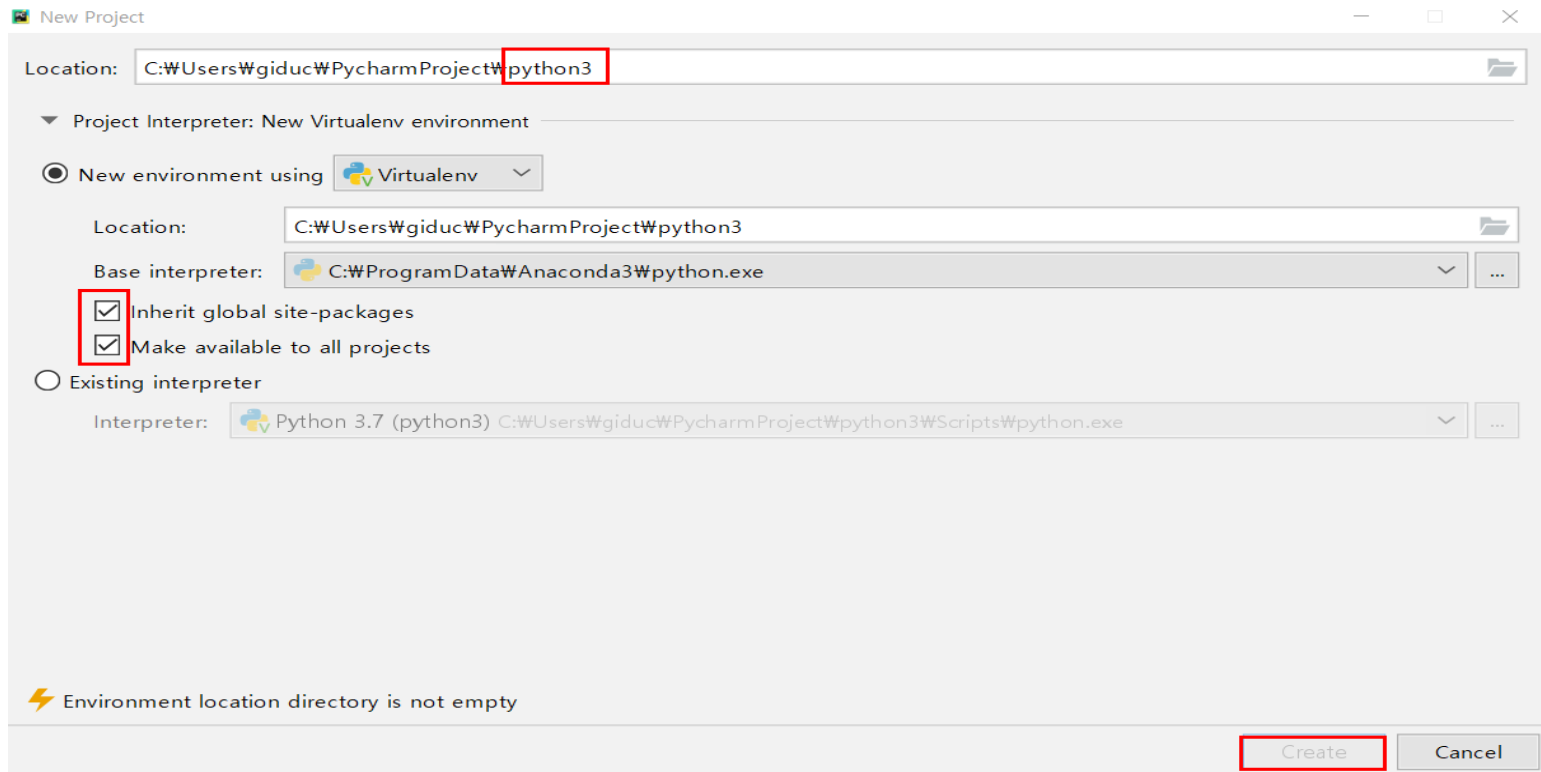 New Project
Location: C:₩Users₩giduc₩PycharmProject₩python3
Project Interpreter: New Virtualenv environment
New environment using Virtualenv
Location: C:₩Users₩giduc₩PycharmProject₩python3
Base interpreter: C:₩ProgramData₩Anaconda3₩python.exe ...
Inherit global site-packages
Make available to all projects
Existing interpreter
Interpreter: Python 3.7 (python3) C:₩Users₩giduc₩PycharmProject₩python3₩Scripts₩python.exe ...
Environment location directory is not empty
Create Cancel